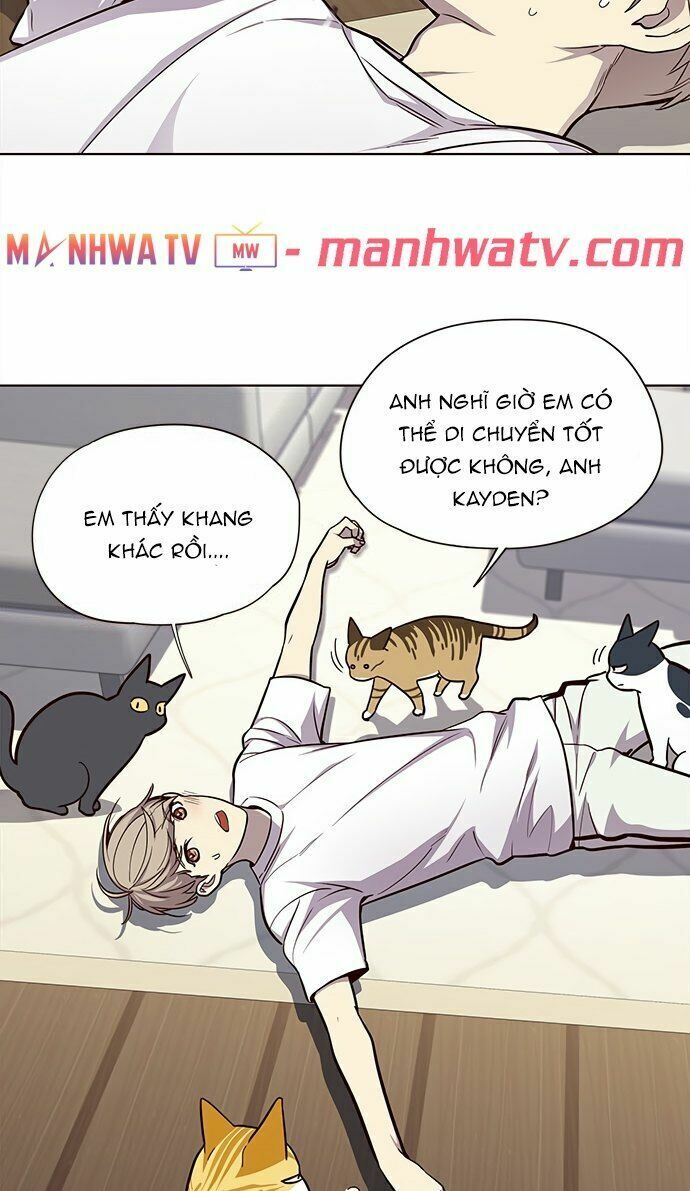 MANHWA TV MW - manhwatv.com
ANH NGHĨ GIỜ EM CÓ
THỂ DI CHUYỂN TỐT
ĐƯỢC KHÔNG, ANH
KAYDEN?
EM THẤY KHANG
KHÁC RỒI....